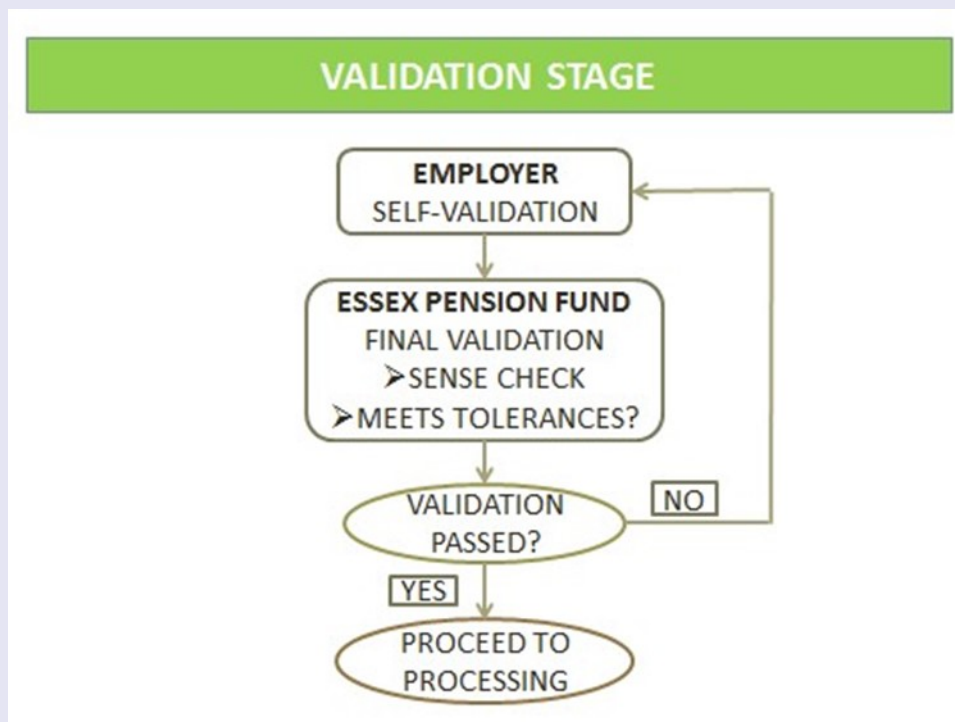 VALIDATION STAGE
EMPLOYER
SELF-VALIDATION
ESSEX PENSION FUND
FINAL VALIDATION
➢SENSE CHECK
➢MEETS TOLERANCES?
VALIDATION
PASSED?
NO
YES
PROCEED TO
PROCESSING